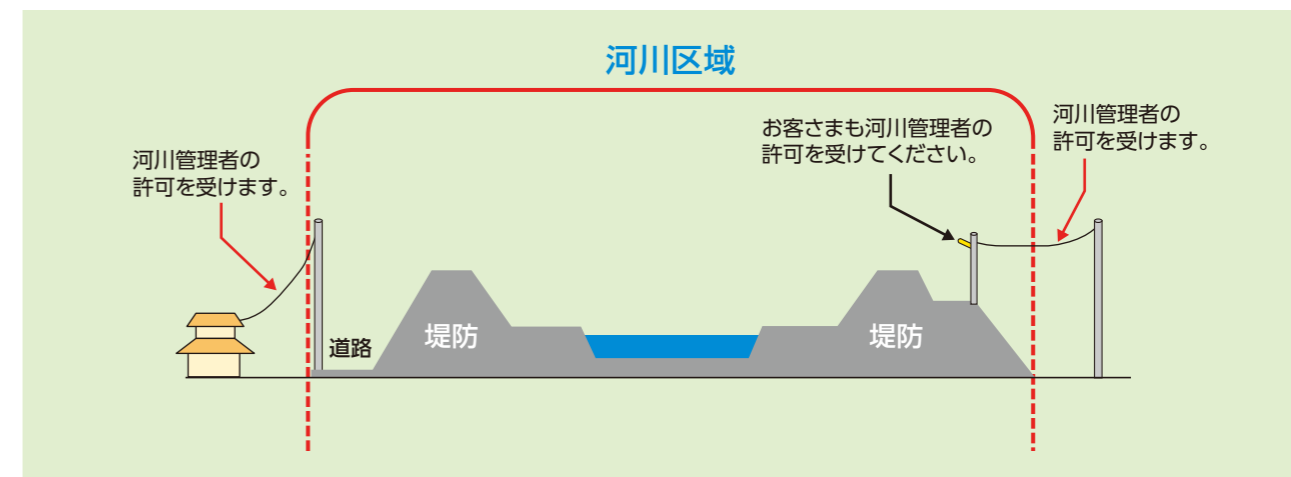 河川区域
河川管理者の
許可を受けます。
お客さまも河川管理者の
許可を受けてください。
河川管理者の
許可を受けます。
道路
堤防
堤防